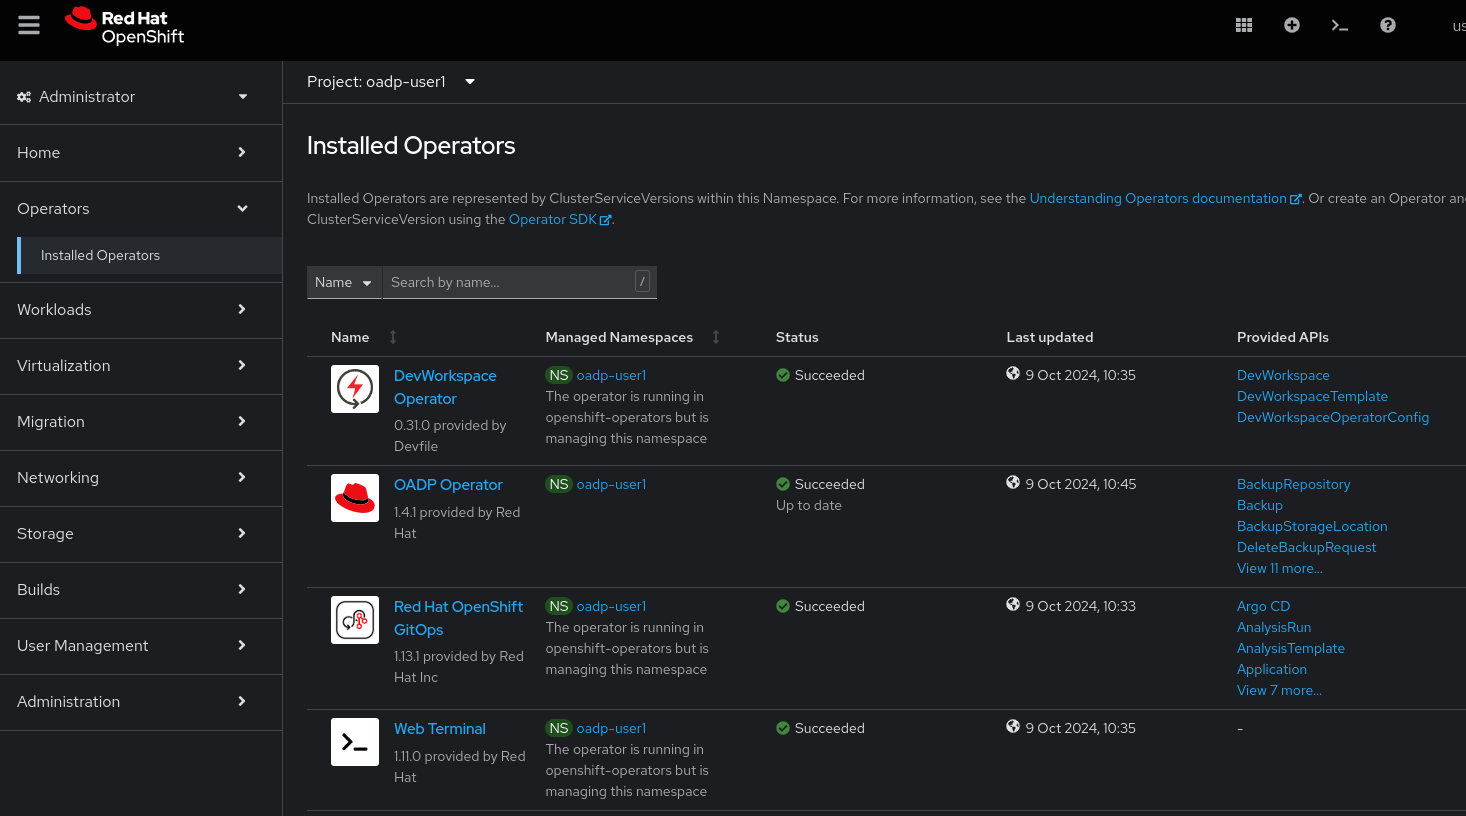 Red Hat
OpenShift
us
Administrator
Home
Operators
Installed Operators
Workloads
Virtualization
Migration
Networking
Storage
Builds
User Management
Administration
Project: oadp-user1
Installed Operators
Installed Operators are represented by ClusterServiceVersions within this Namespace. For more information, see the Understanding Operators documentation. Or create an Operator and
ClusterServiceVersion using the Operator SDK.
Name Search by name... /
Name Managed Namespaces Status Last updated Provided APIs
DevWorkspace
Operator
0.31.0 provided by
Devfile
NS oadp-user1
The operator is running in
openshift-operators but is
managing this namespace
Succeeded
9 Oct 2024, 10:35
DevWorkspace
DevWorkspaceTemplate
DevWorkspaceOperatorConfig
OADP Operator
1.4.1 provided by Red
Hat
NS oadp-user1
Succeeded
Up to date
9 Oct 2024, 10:45
BackupRepository
Backup
BackupStorageLocation
DeleteBackupRequest
View 11 more...
Red Hat OpenShift
GitOps
1.13.1 provided by Red
Hat Inc
NS oadp-user1
The operator is running in
openshift-operators but is
managing this namespace
Succeeded
9 Oct 2024, 10:33
Argo CD
AnalysisRun
AnalysisTemplate
Application
View 7 more...
Web Terminal
1.11.0 provided by Red
Hat
NS oadp-user1
The operator is running in
openshift-operators but is
managing this namespace
Succeeded
9 Oct 2024, 10:35
-